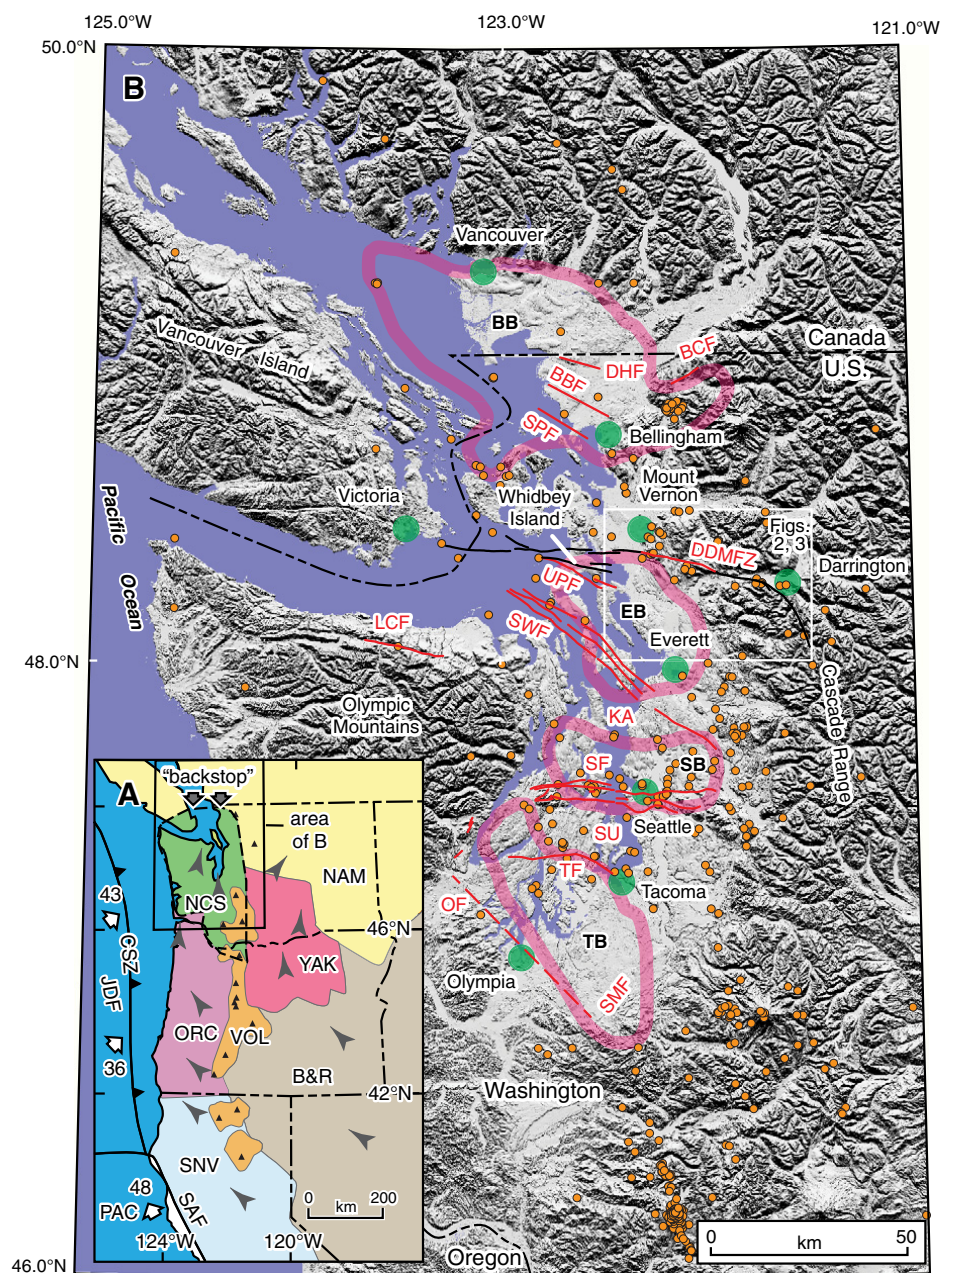 125.0°W
123.0°W
121.0°W
50.0°N
B
Vancouver
BB
Vancouver Island
Canada
U.S.
BCF
DHF
BBF
SPF
Bellingham
Mount
Vernon
Victoria
Whidbey
Island
Figs.
2, 3
Pacific
Ocean
DDMFZ
Darrington
UPF
EB
SWF
LCF
Everett
48.0°N
Cascade Range
Olympic
Mountains
KA
SF
SB
Seattle
SU
TF
Tacoma
OF
TB
Olympia
SMF
Washington
Oregon
0
50
km
46.0°N
A
"backstop"
area
of B
NAM
43
NCS
CSZ
46°N
YAK
JDF
ORC
VOL
36
B&R
42°N
SNV
48
PAC
SAF
0
200
km
124°W
120°W